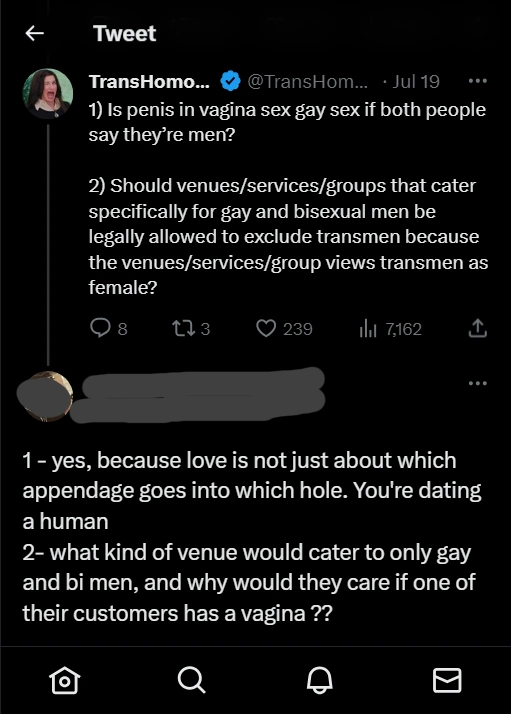 Tweet
TransHomo... @TransHom... · Jul 19
1) Is penis in vagina sex gay sex if both people
say they’re men?
2) Should venues/services/groups that cater
specifically for gay and bisexual men be
legally allowed to exclude transmen because
the venues/services/group views transmen as
female?
8 3 239 7,162
1 - yes, because love is not just about which
appendage goes into which hole. You're dating
a human
2- what kind of venue would cater to only gay
and bi men, and why would they care if one of
their customers has a vagina ??